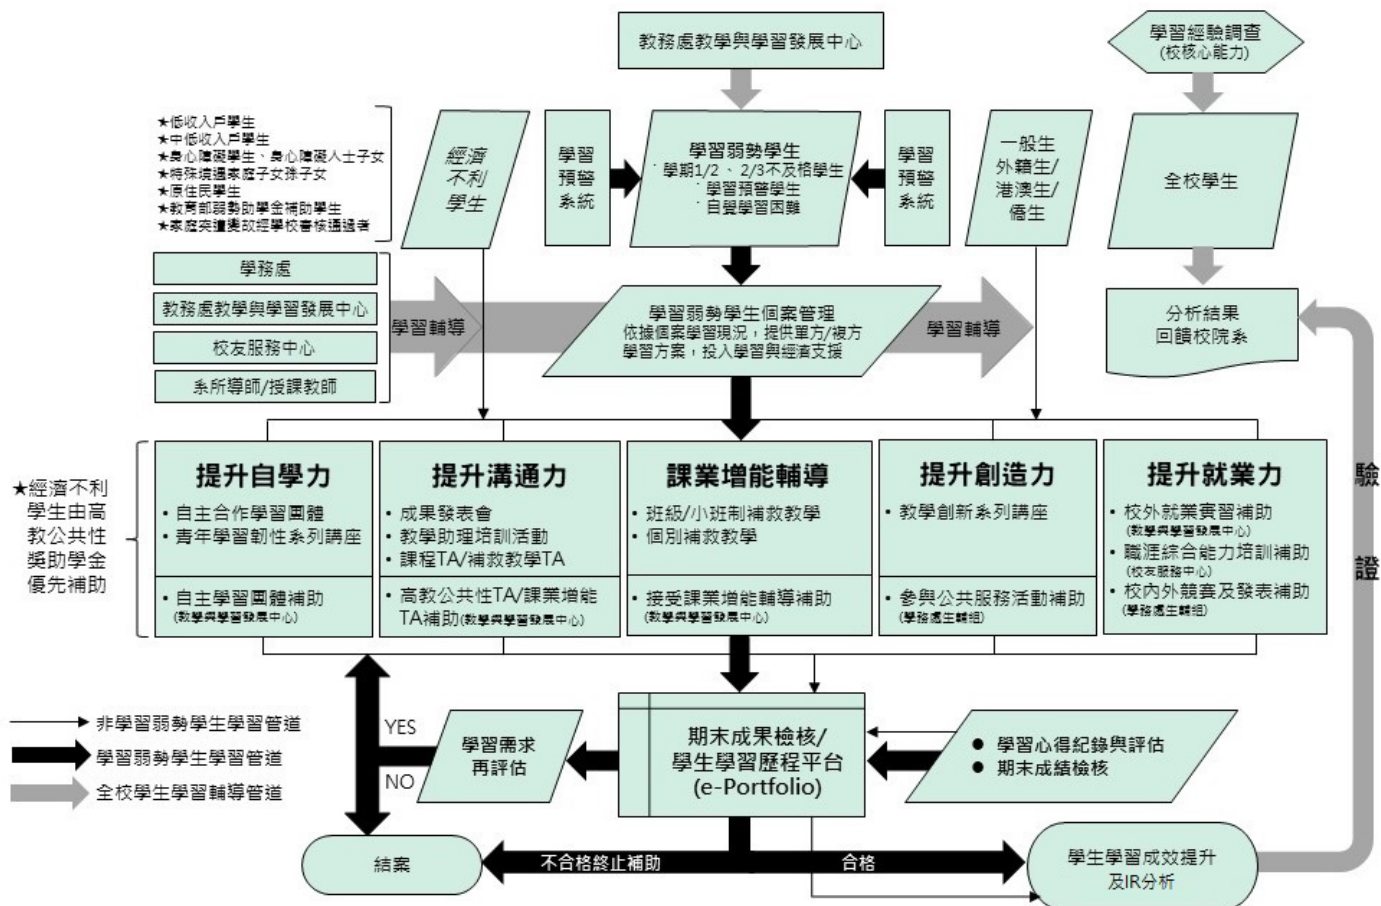 教務處教學與學習發展中心
學習經驗調查
(校核心能力)
★低收入戶學生
★中低收入戶學生
★身心障礙學生、身心障礙人士子女
★特殊境遇家庭子女孫子女
★原住民學生
★教育部弱勢助學金補助學生
★家庭突遭變故經學校審核通過者
經濟
不利
學生
學習
預警
系統
學習弱勢學生
· 學期1/2、 2/3不及格學生
· 學習預警學生
· 自覺學習困難
學習
預警
系統
一般生
外籍生/
港澳生/
僑生
全校學生
學務處
教務處教學與學習發展中心
校友服務中心
系所導師/授課教師
學習輔導
學習弱勢學生個案管理
依據個案學習現況，提供單方/複方
學習方案，投入學習與經濟支援
學習輔導
分析結果
回饋校院系
★經濟不利
學生由高
教公共性
獎助學金
優先補助
提升自學力
• 自主合作學習團體
• 青年學習韌性系列講座
• 自主學習團體補助
(教學與學習發展中心)
提升溝通力
• 成果發表會
• 教學助理培訓活動
• 課程TA/補救教學TA
• 高教公共性TA/課業增能
TA補助(教學與學習發展中心)
課業增能輔導
• 班級/小班制補救教學
• 個別補救教學
• 接受課業增能輔導補助
(教學與學習發展中心)
提升創造力
• 教學創新系列講座
• 參與公共服務活動補助
(學務處生輔組)
提升就業力
• 校外就業實習補助
(教學與學習發展中心)
• 職涯綜合能力培訓補助
(校友服務中心)
• 校內外競賽及發表補助
(學務處生輔組)
驗
證
非學習弱勢學生學習管道
學習弱勢學生學習管道
全校學生學習輔導管道
YES
NO
學習需求
再評估
期末成果檢核/
學生學習歷程平台
(e-Portfolio)
● 學習心得紀錄與評估
● 期末成績檢核
結案
不合格終止補助
合格
學生學習成效提升
及IR分析